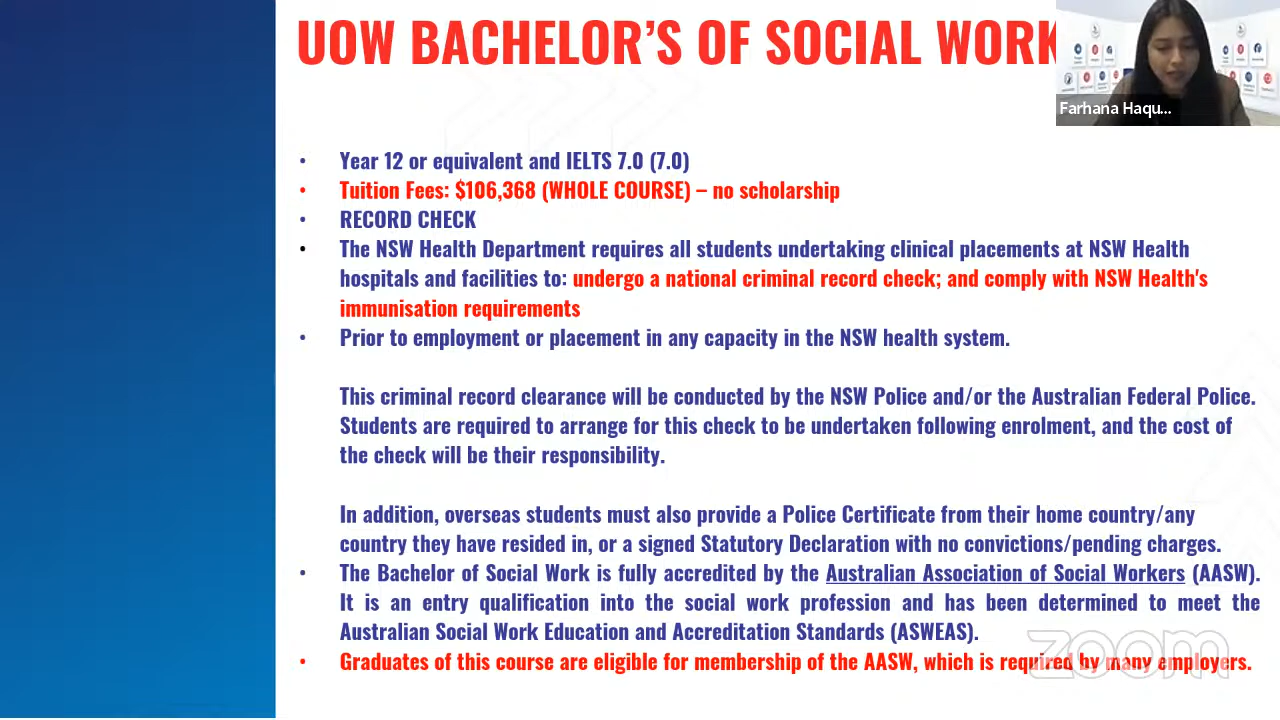 UOW BACHELOR'S OF SOCIAL WORK
Farhana Haqu...
• Year 12 or equivalent and IELTS 7.0 (7.0)
• Tuition Fees: $106,368 (WHOLE COURSE) – no scholarship
• RECORD CHECK
• The NSW Health Department requires all students undertaking clinical placements at NSW Health
hospitals and facilities to: undergo a national criminal record check; and comply with NSW Health's
immunisation requirements
• Prior to employment or placement in any capacity in the NSW health system.
This criminal record clearance will be conducted by the NSW Police and/or the Australian Federal Police.
Students are required to arrange for this check to be undertaken following enrolment, and the cost of
the check will be their responsibility.
In addition, overseas students must also provide a Police Certificate from their home country/any
country they have resided in, or a signed Statutory Declaration with no convictions/pending charges.
• The Bachelor of Social Work is fully accredited by the Australian Association of Social Workers (AASW).
It is an entry qualification into the social work profession and has been determined to meet the
Australian Social Work Education and Accreditation Standards (ASWEAS).
• Graduates of this course are eligible for membership of the AASW, which is required by many employers.
zoom